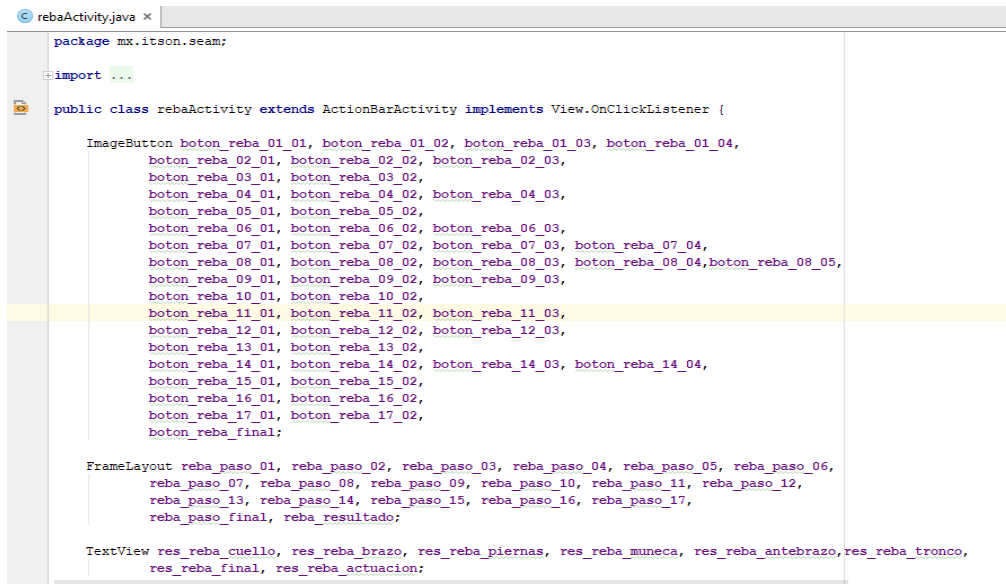 C rebaActivity.java ×
package mx.itson.seam;
import ...
public class rebaActivity extends ActionBarActivity implements View.OnClickListener {
ImageButton boton_reba_01_01, boton_reba_01_02, boton_reba_01_03, boton_reba_01_04,
boton_reba_02_01, boton_reba_02_02, boton_reba_02_03,
boton_reba_03_01, boton_reba_03_02,
boton_reba_04_01, boton_reba_04_02, boton_reba_04_03,
boton_reba_05_01, boton_reba_05_02,
boton_reba_06_01, boton_reba_06_02, boton_reba_06_03,
boton_reba_07_01, boton_reba_07_02, boton_reba_07_03, boton_reba_07_04,
boton_reba_08_01, boton_reba_08_02, boton_reba_08_03, boton_reba_08_04,boton_reba_08_05,
boton_reba_09_01, boton_reba_09_02, boton_reba_09_03,
boton_reba_10_01, boton_reba_10_02,
boton_reba_11_01, boton_reba_11_02, boton_reba_11_03,
boton_reba_12_01, boton_reba_12_02, boton_reba_12_03,
boton_reba_13_01, boton_reba_13_02,
boton_reba_14_01, boton_reba_14_02, boton_reba_14_03, boton_reba_14_04,
boton_reba_15_01, boton_reba_15_02,
boton_reba_16_01, boton_reba_16_02,
boton_reba_17_01, boton_reba_17_02,
boton_reba_final;
FrameLayout reba_paso_01, reba_paso_02, reba_paso_03, reba_paso_04, reba_paso_05, reba_paso_06,
reba_paso_07, reba_paso_08, reba_paso_09, reba_paso_10, reba_paso_11, reba_paso_12,
reba_paso_13, reba_paso_14, reba_paso_15, reba_paso_16, reba_paso_17,
reba_paso_final, reba_resultado;
TextView res_reba_cuello, res_reba_brazo, res_reba_piernas, res_reba_muneca, res_reba_antebrazo,res_reba_tronco,
res_reba_final, res_reba_actuacion;